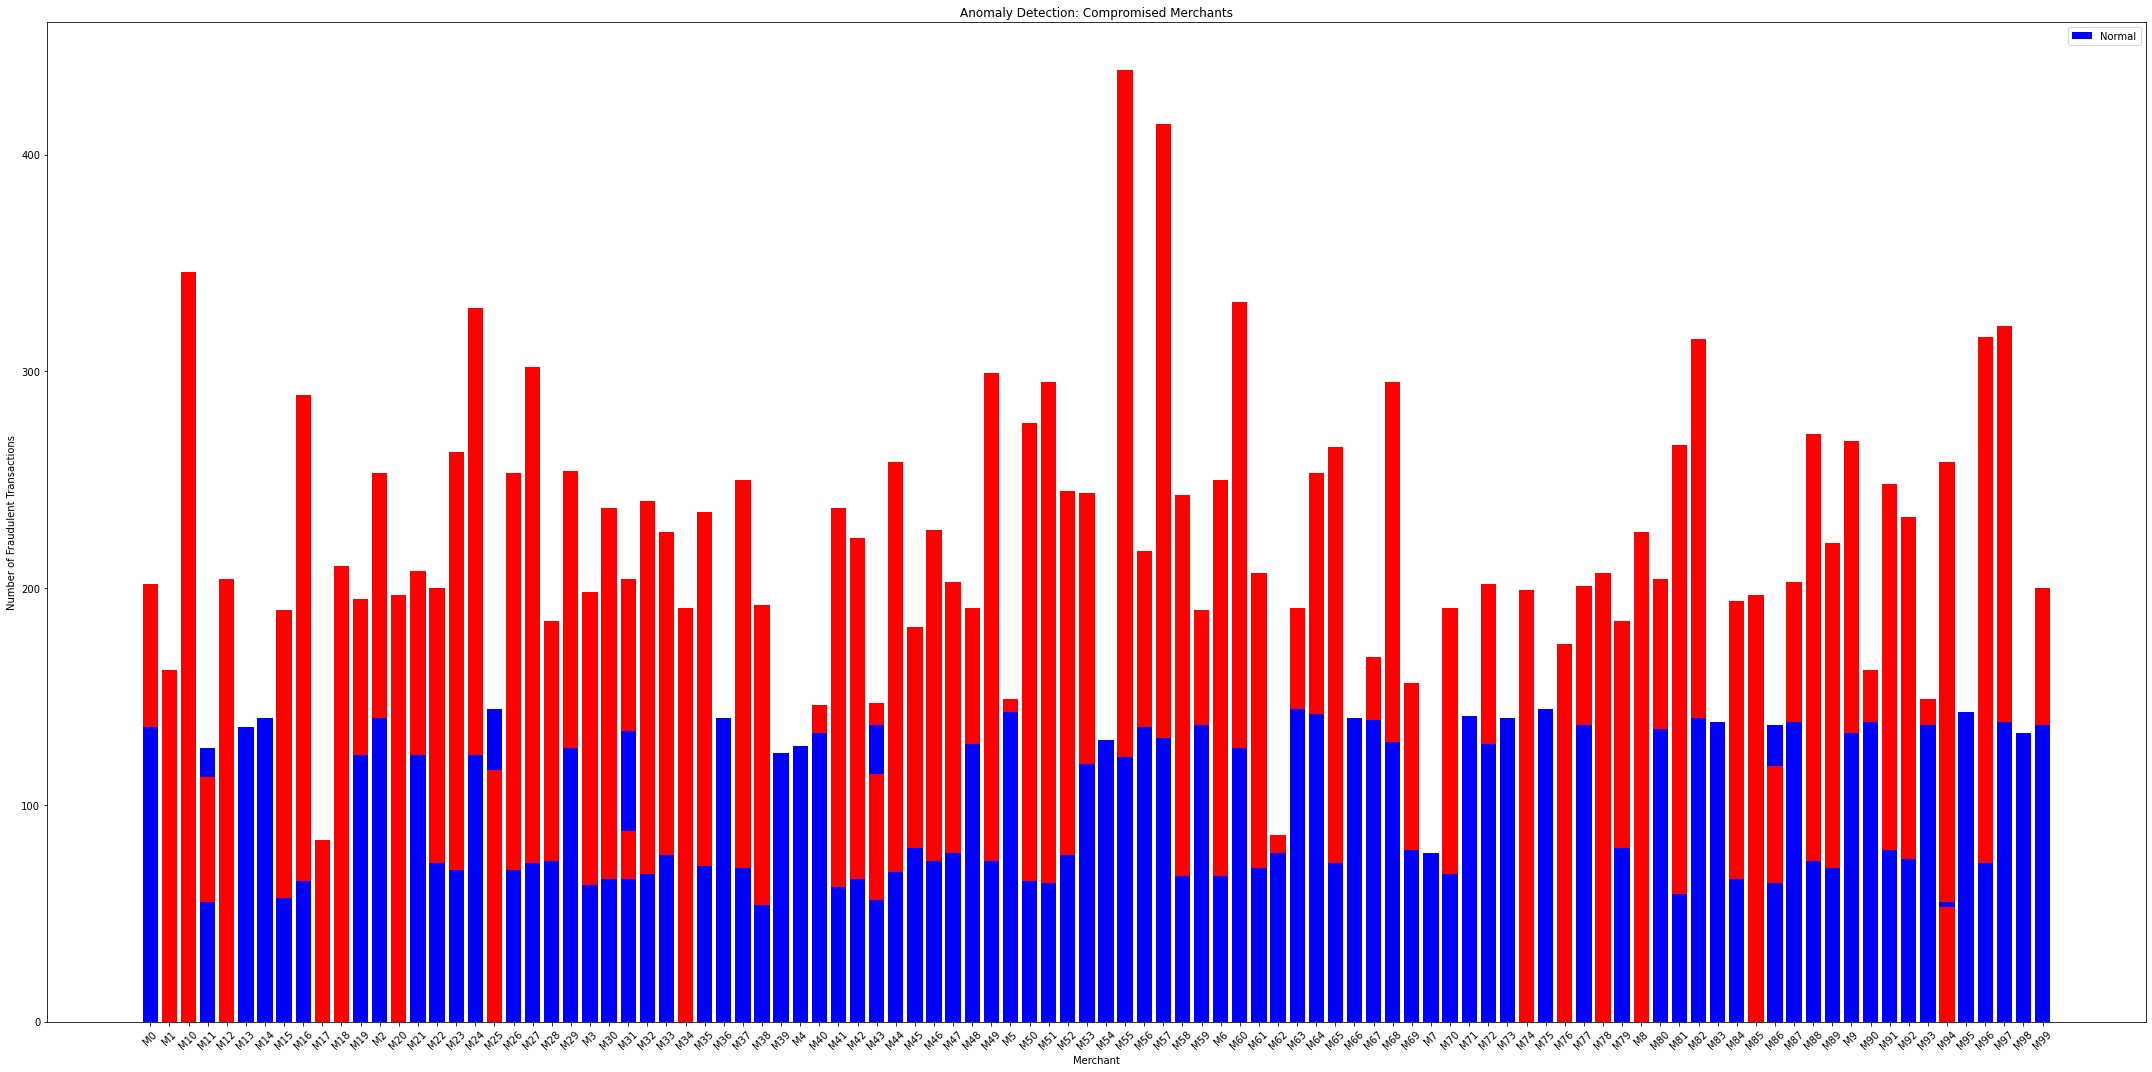 Anomaly Detection: Compromised Merchants
Normal
Number of Fraudulent Transactions
400
300
200
100
0
M0 M1 M10 M11 M12 M13 M14 M15 M16 M17 M18 M19 M2 M20 M21 M22 M23 M24 M25 M26 M27 M28 M29 M3 M30 M31 M32 M33 M34 M35 M36 M37 M38 M39 M4 M40 M41 M42 M43 M44 M45 M46 M47 M48 M49 M5 M50 M51 M52 M53 M54 M55 M56 M57 M58 M59 M6 M60 M61 M62 M63 M64 M65 M66 M67 M68 M69 M7 M70 M71 M72 M73 M74 M75 M76 M77 M78 M79 M8 M80 M81 M82 M83 M84 M85 M86 M87 M88 M89 M9 M90 M91 M92 M93 M94 M95 M96 M97 M98 M99
Merchant